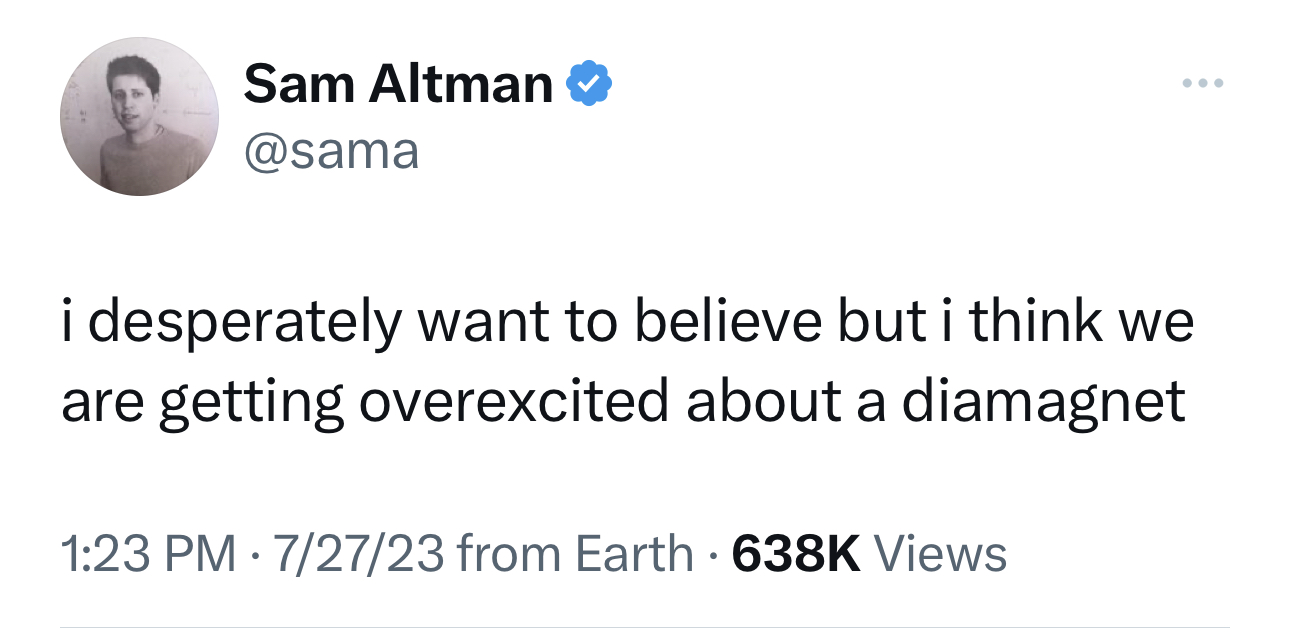 Sam Altman
@sama
i desperately want to believe but i think we
are getting overexcited about a diamagnet
1:23 PM · 7/27/23 from Earth · 638K Views